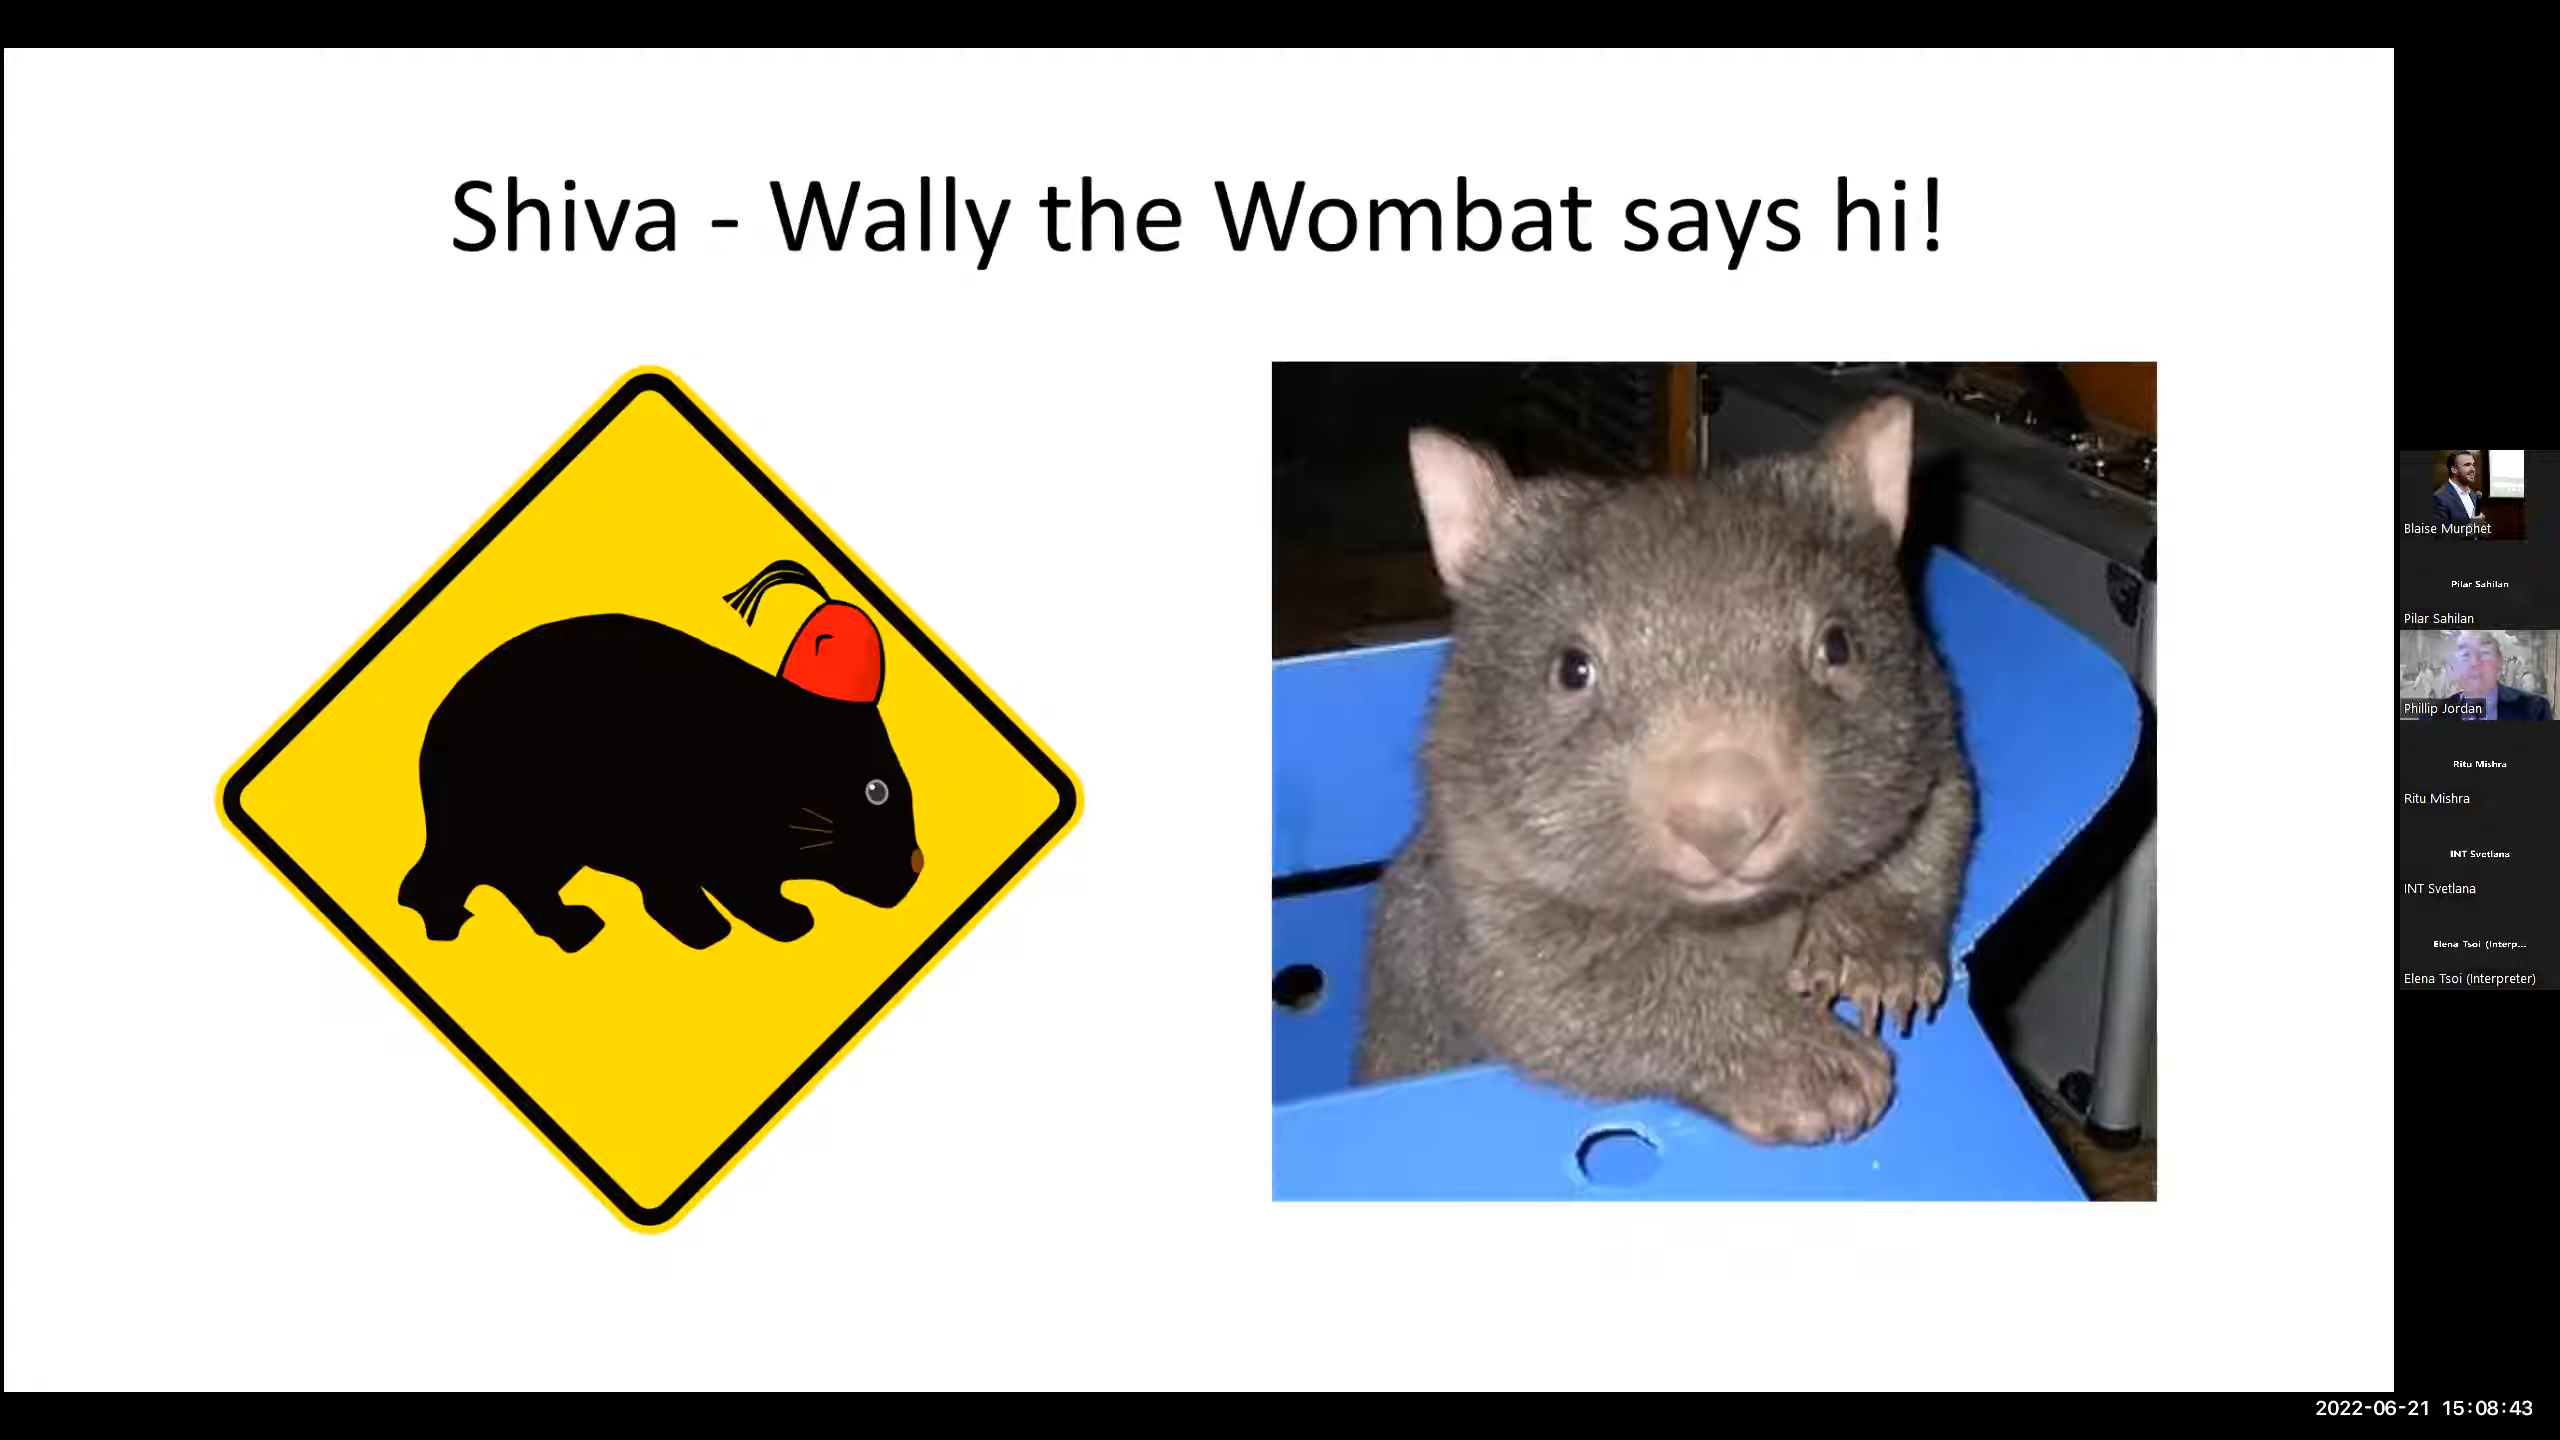 Shiva - Wally the Wombat says hi!
Blaise Murphet
Pilar Sahilan
Pilar Sahilan
Phillip Jordan
Ritu Mishra
Ritu Mishra
INT Svetlana
INT Svetlana
Elena Tsoi (Interp...
Elena Tsoi (Interpreter)
2022-06-21 15:08:43